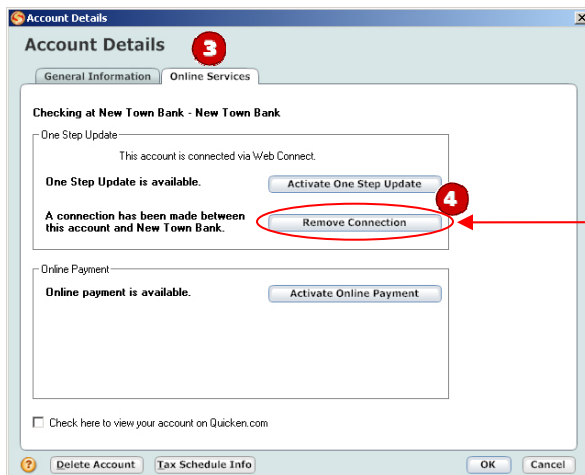 Account Details
Account Details
3
General Information
Online Services
Checking at New Town Bank - New Town Bank
One Step Update
This account is connected via Web Connect.
One Step Update is available.
Activate One Step Update
4
A connection has been made between
this account and New Town Bank.
Remove Connection
Online Payment
Online payment is available.
Activate Online Payment
Check here to view your account on Quicken.com
?
Delete Account
Tax Schedule Info
OK
Cancel